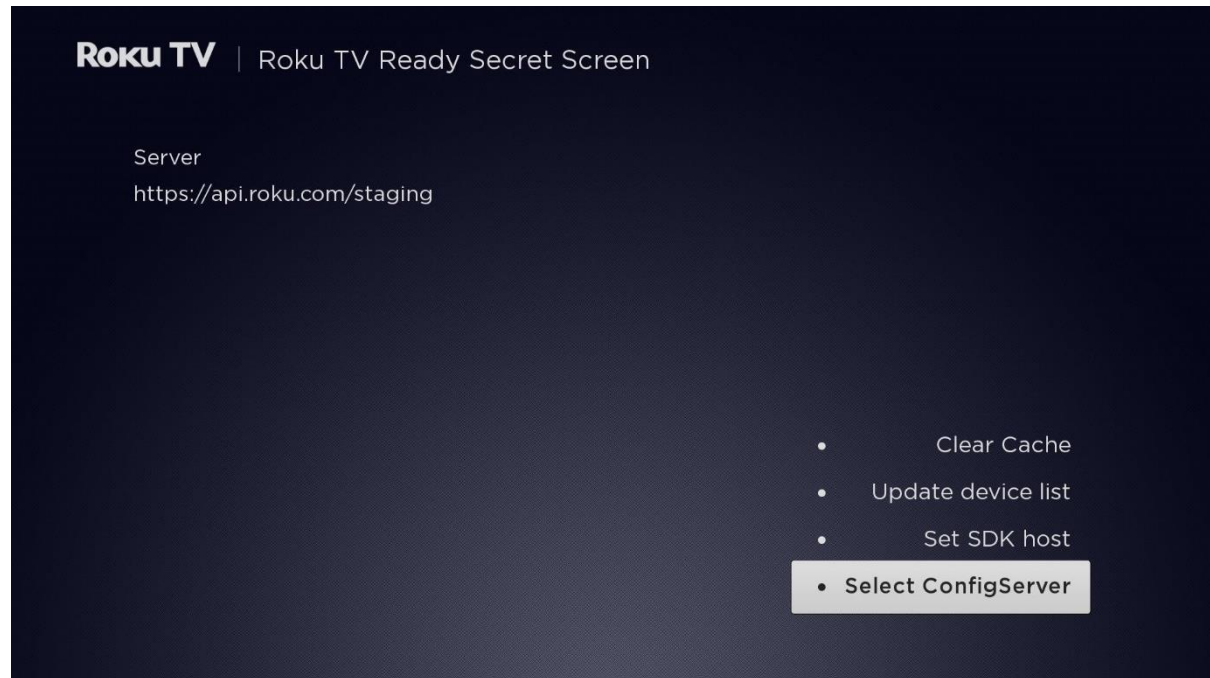 Roku TV | Roku TV Ready Secret Screen
Server
https://api.roku.com/staging
• Clear Cache
• Update device list
• Set SDK host
• Select ConfigServer